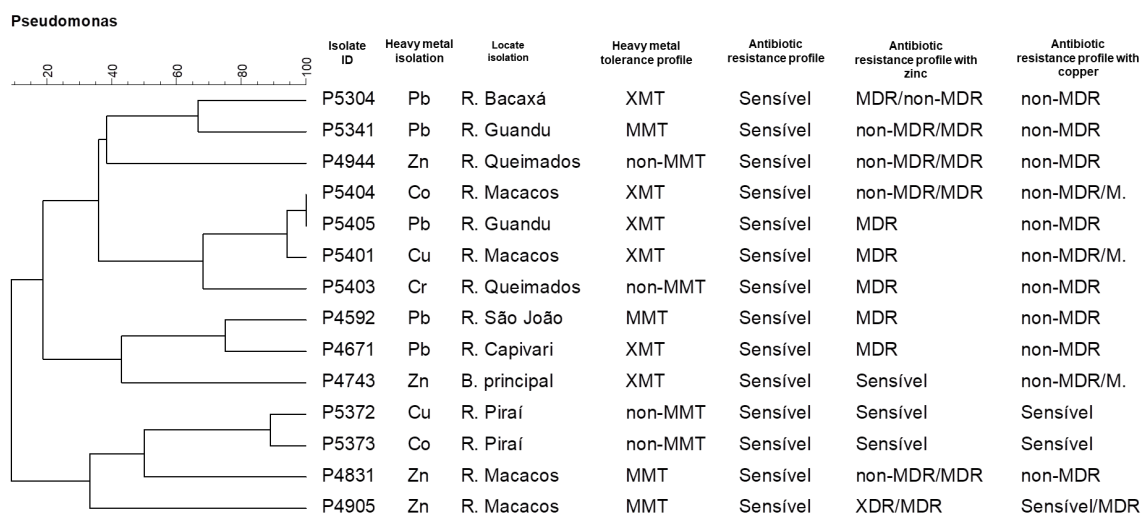 Pseudomonas
20 40 60 80 100
Isolate ID
Heavy metal isolation
Locate isolation
Heavy metal tolerance profile
Antibiotic resistance profile
Antibiotic resistance profile with zinc
Antibiotic resistance profile with copper
P5304 Pb R. Bacaxá XMT Sensível MDR/non-MDR non-MDR
P5341 Pb R. Guandu MMT Sensível non-MDR/MDR non-MDR
P4944 Zn R. Queimados non-MMT Sensível non-MDR/MDR non-MDR
P5404 Co R. Macacos XMT Sensível non-MDR/MDR non-MDR/M.
P5405 Pb R. Guandu XMT Sensível MDR non-MDR
P5401 Cu R. Macacos XMT Sensível MDR non-MDR/M.
P5403 Cr R. Queimados non-MMT Sensível MDR non-MDR
P4592 Pb R. São João MMT Sensível MDR non-MDR
P4671 Pb R. Capivari XMT Sensível MDR non-MDR
P4743 Zn B. principal XMT Sensível Sensível non-MDR/M.
P5372 Cu R. Piraí non-MMT Sensível Sensível Sensível
P5373 Co R. Piraí non-MMT Sensível Sensível Sensível
P4831 Zn R. Macacos MMT Sensível non-MDR/MDR non-MDR
P4905 Zn R. Macacos MMT Sensível XDR/MDR Sensível/MDR